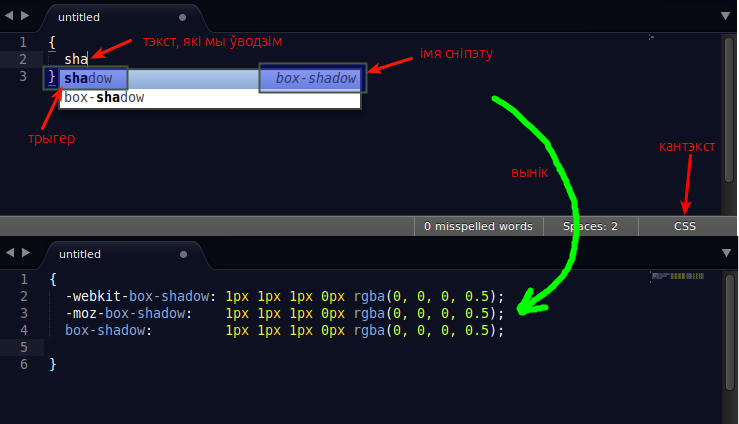 untitled
1 {
тэкст, які мы ўводзім
2 sha
імя сніпэту
3 } shadow box-shadow
box-shadow
трыгер
кантэкст
вынік
0 misspelled words Spaces: 2 CSS
untitled
1 {
2 -webkit-box-shadow: 1px 1px 1px 0px rgba(0, 0, 0, 0.5);
3 -moz-box-shadow: 1px 1px 1px 0px rgba(0, 0, 0, 0.5);
4 box-shadow: 1px 1px 1px 0px rgba(0, 0, 0, 0.5);
5
6 }